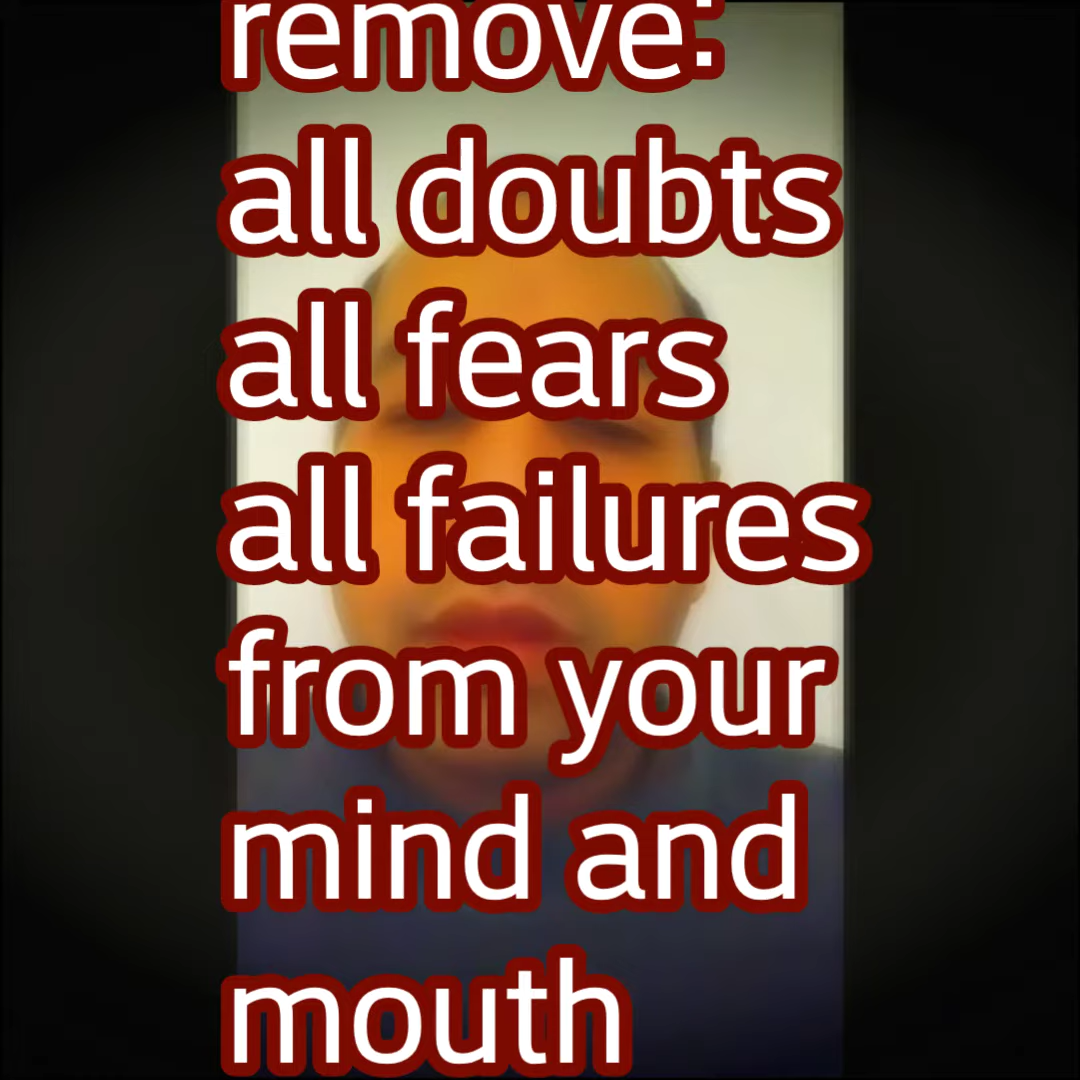 remove:
all doubts
all fears
all failures
from your
mind and
mouth